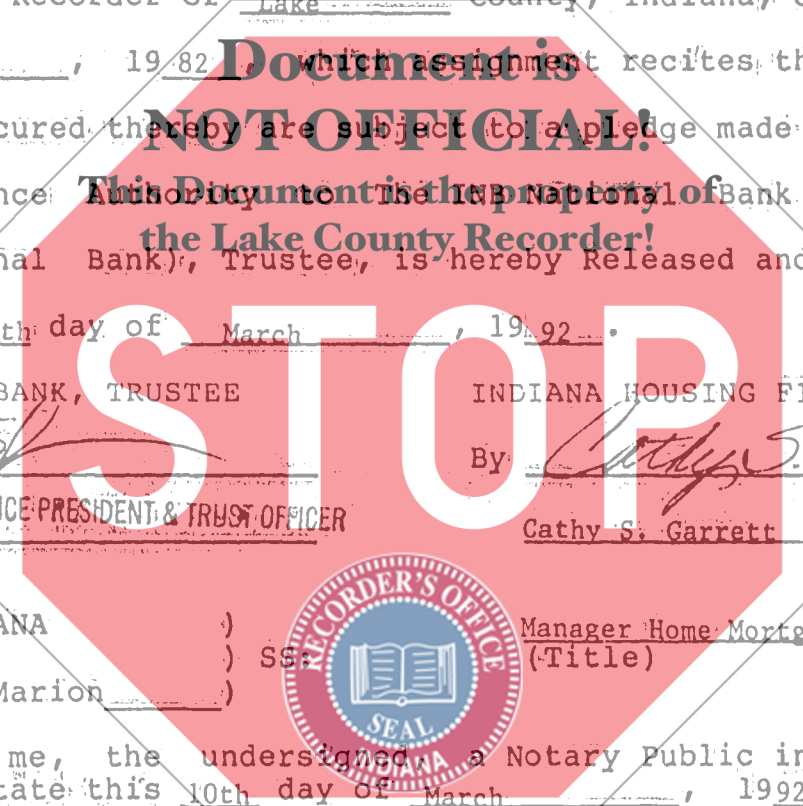 Recorder of Lake County, Indiana,
, 19 82, which assignment recites th
cured thereby are subject to a pledge made
nce Authority to The INB National Bank
nal Bank), Trustee, is hereby Released and
th day of March, 1992.
BANK, TRUSTEE INDIANA HOUSING FI
By Cathy S.
ICE PRESIDENT & TRUST OFFICER
Cathy S. Garrett
ANA ) Manager Home Mortg
) SS: (Title)
Marion )
me, the undersigned, a Notary Public in
tate this 10th day of March, 1992
Document is
NOT OFFICIAL!
This Document is the property of
the Lake County Recorder!
STOP
RECORDER'S OFFICE
SEAL
INDIANA